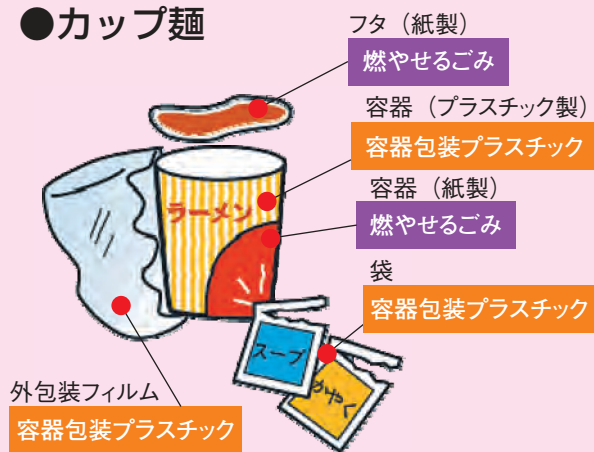 ●カップ麺
フタ（紙製）
燃やせるごみ
容器（プラスチック製）
容器包装プラスチック
容器（紙製）
燃やせるごみ
袋
容器包装プラスチック
ラーメン
スープ
かやく
外包装フィルム
容器包装プラスチック